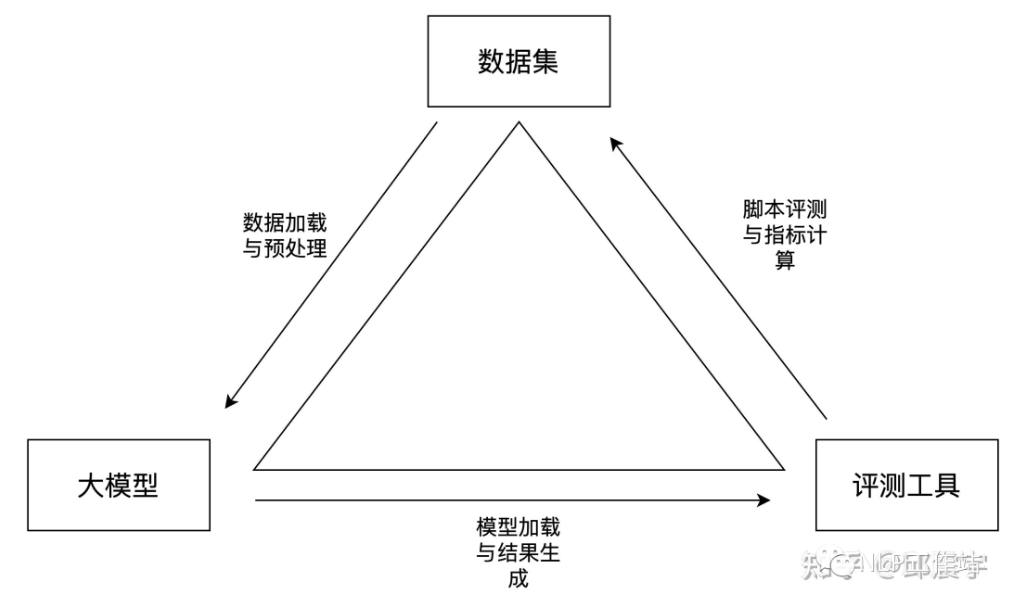 数据集
数据加载
与预处理
脚本评测
与指标计
算
大模型
评测工具
模型加载
与结果生
成